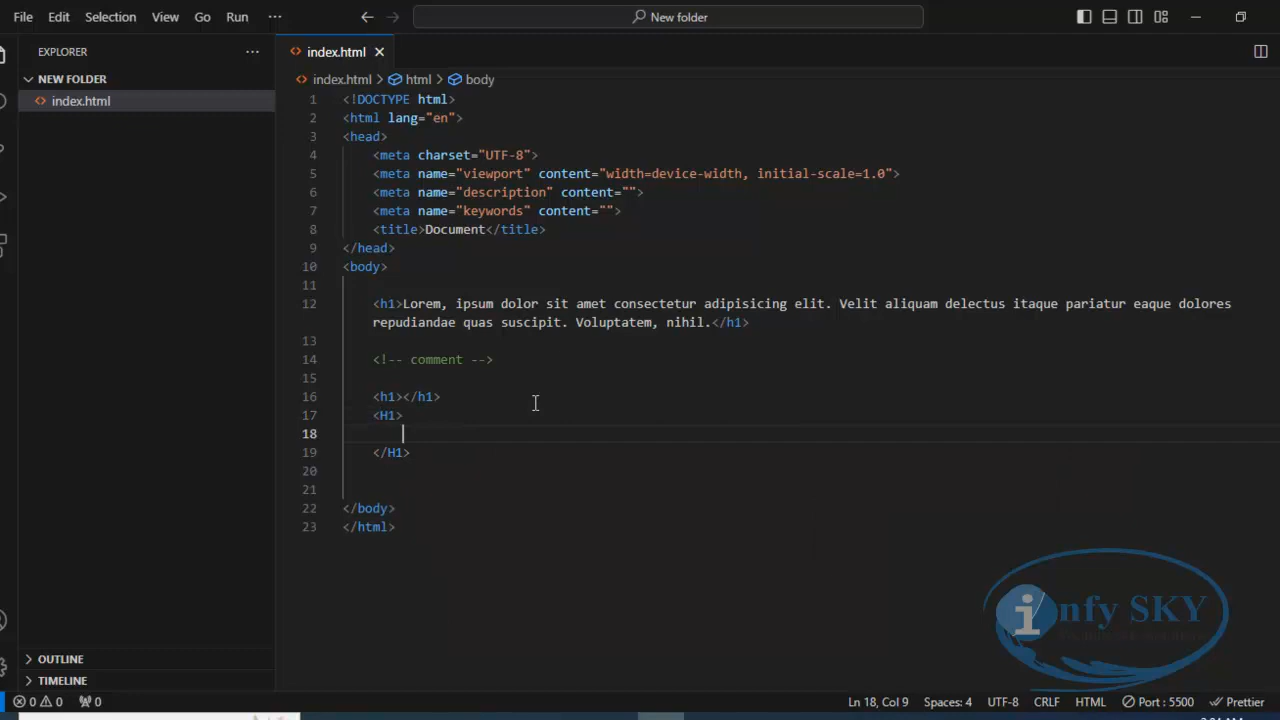 File Edit Selection View Go Run ··· New folder
EXPLORER ···
NEW FOLDER
index.html
OUTLINE
TIMELINE
index.html
index.html > html > body
1 <!DOCTYPE html>
2 <html lang="en">
3 <head>
4 <meta charset="UTF-8">
5 <meta name="viewport" content="width=device-width, initial-scale=1.0">
6 <meta name="description" content="">
7 <meta name="keywords" content="">
8 <title>Document</title>
9 </head>
10 <body>
11
12 <h1>Lorem, ipsum dolor sit amet consectetur adipisicing elit. Velit aliquam delectus itaque pariatur eaque dolores
repudiandae quas suscipit. Voluptatem, nihil.</h1>
13
14 <!-- comment -->
15
16 <h1></h1>
17 <H1>
18
19 </H1>
20
21
22 </body>
23 </html>
infy SKY
0 0 0 Ln 18, Col 9 Spaces: 4 UTF-8 CRLF HTML Port : 5500 Prettier